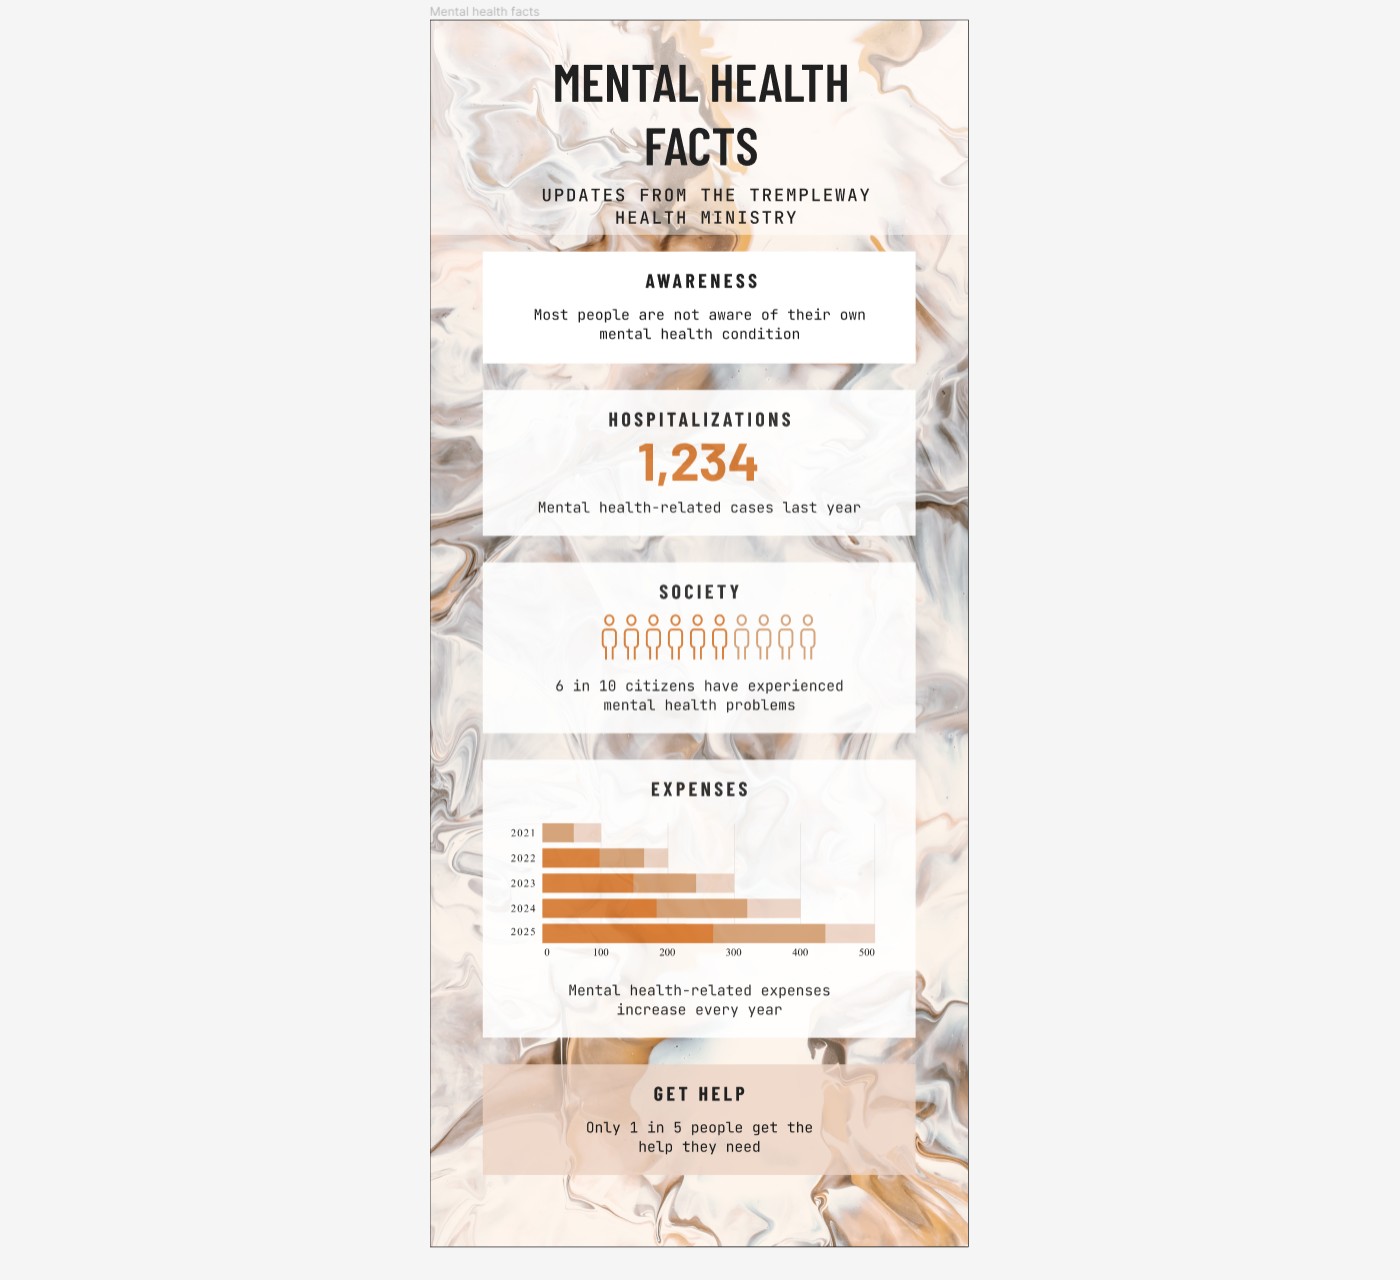 Mental health facts
MENTAL HEALTH
FACTS
UPDATES FROM THE TREMPLEWAY
HEALTH MINISTRY
AWARENESS
Most people are not aware of their own
mental health condition
HOSPITALIZATIONS
1,234
Mental health-related cases last year
SOCIETY
6 in 10 citizens have experienced
mental health problems
EXPENSES
2021
2022
2023
2024
2025
0 100 200 300 400 500
Mental health-related expenses
increase every year
GET HELP
Only 1 in 5 people get the
help they need